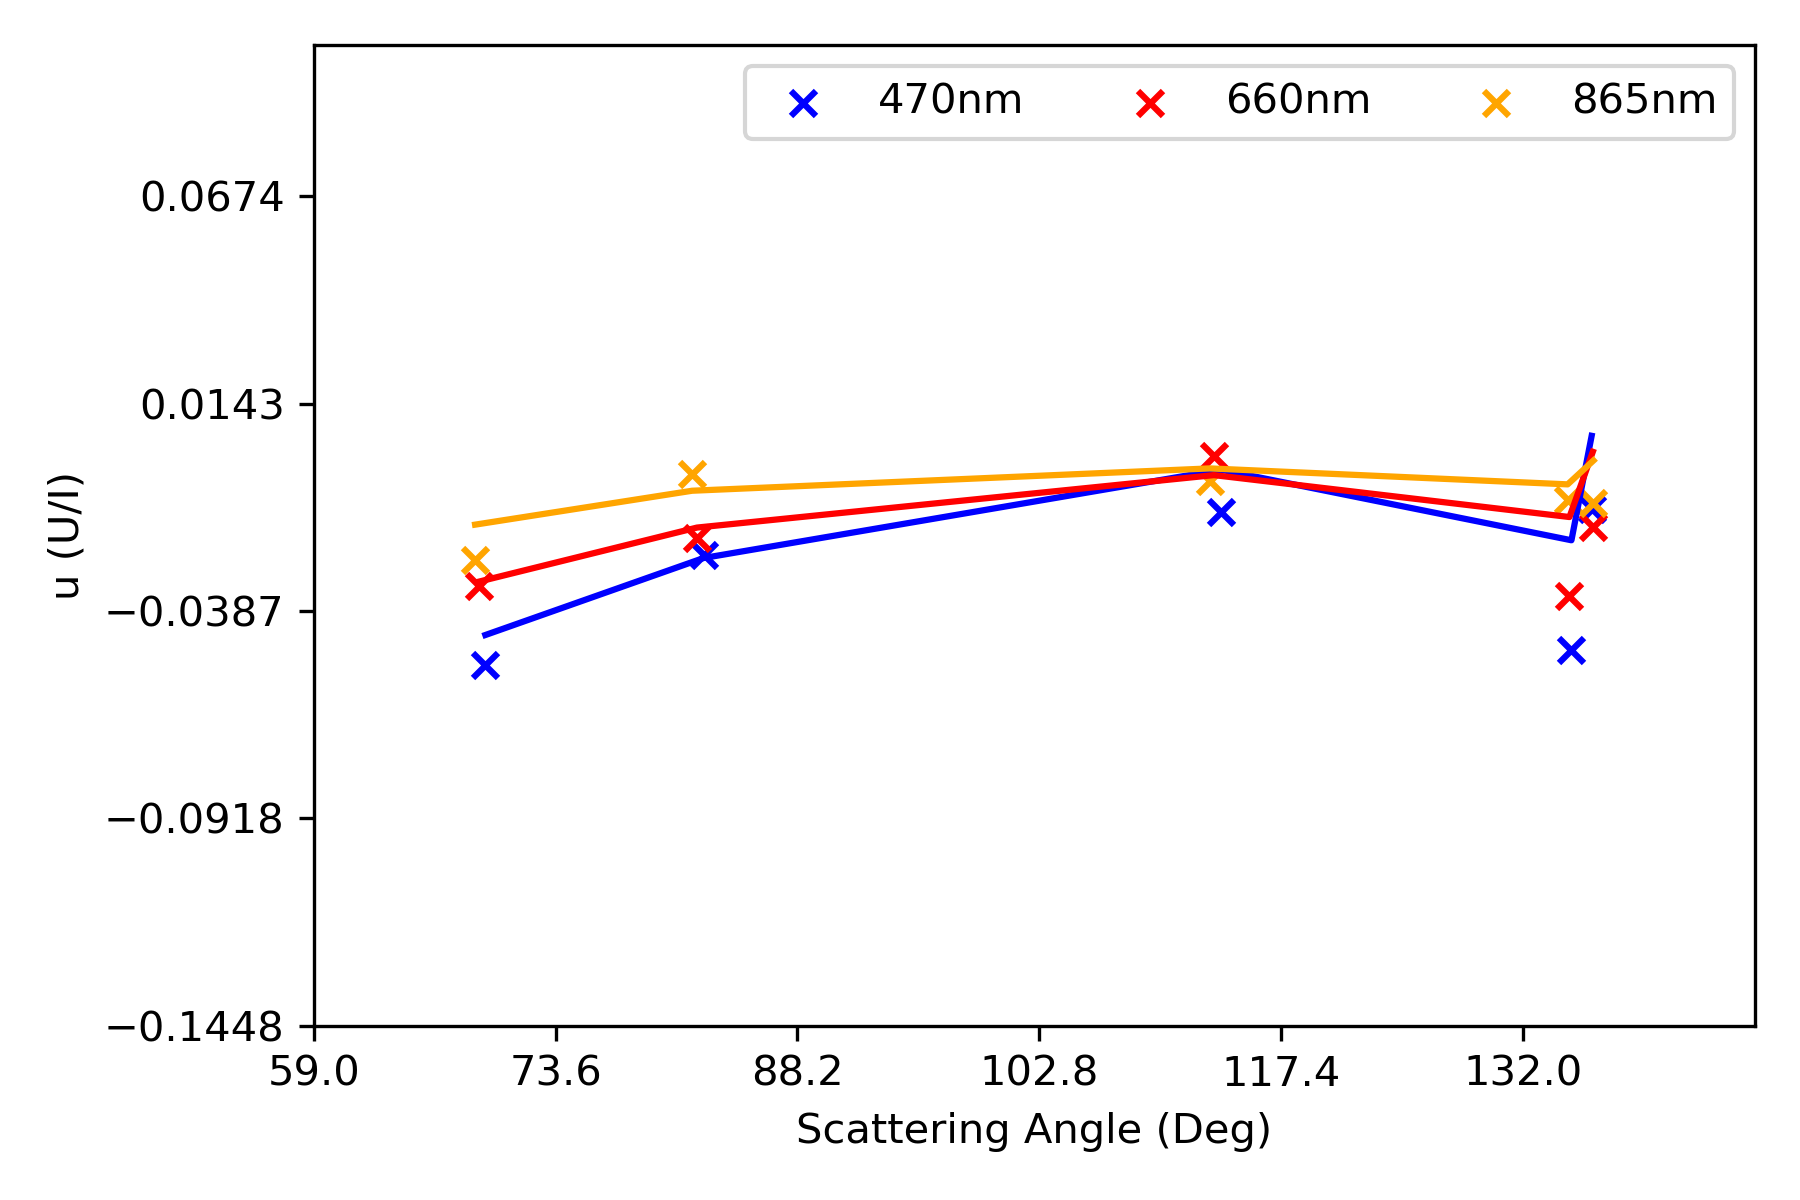 470nm 660nm 865nm
0.0674
0.0143
−0.0387
−0.0918
−0.1448
u (U/I)
59.0 73.6 88.2 102.8 117.4 132.0
Scattering Angle (Deg)